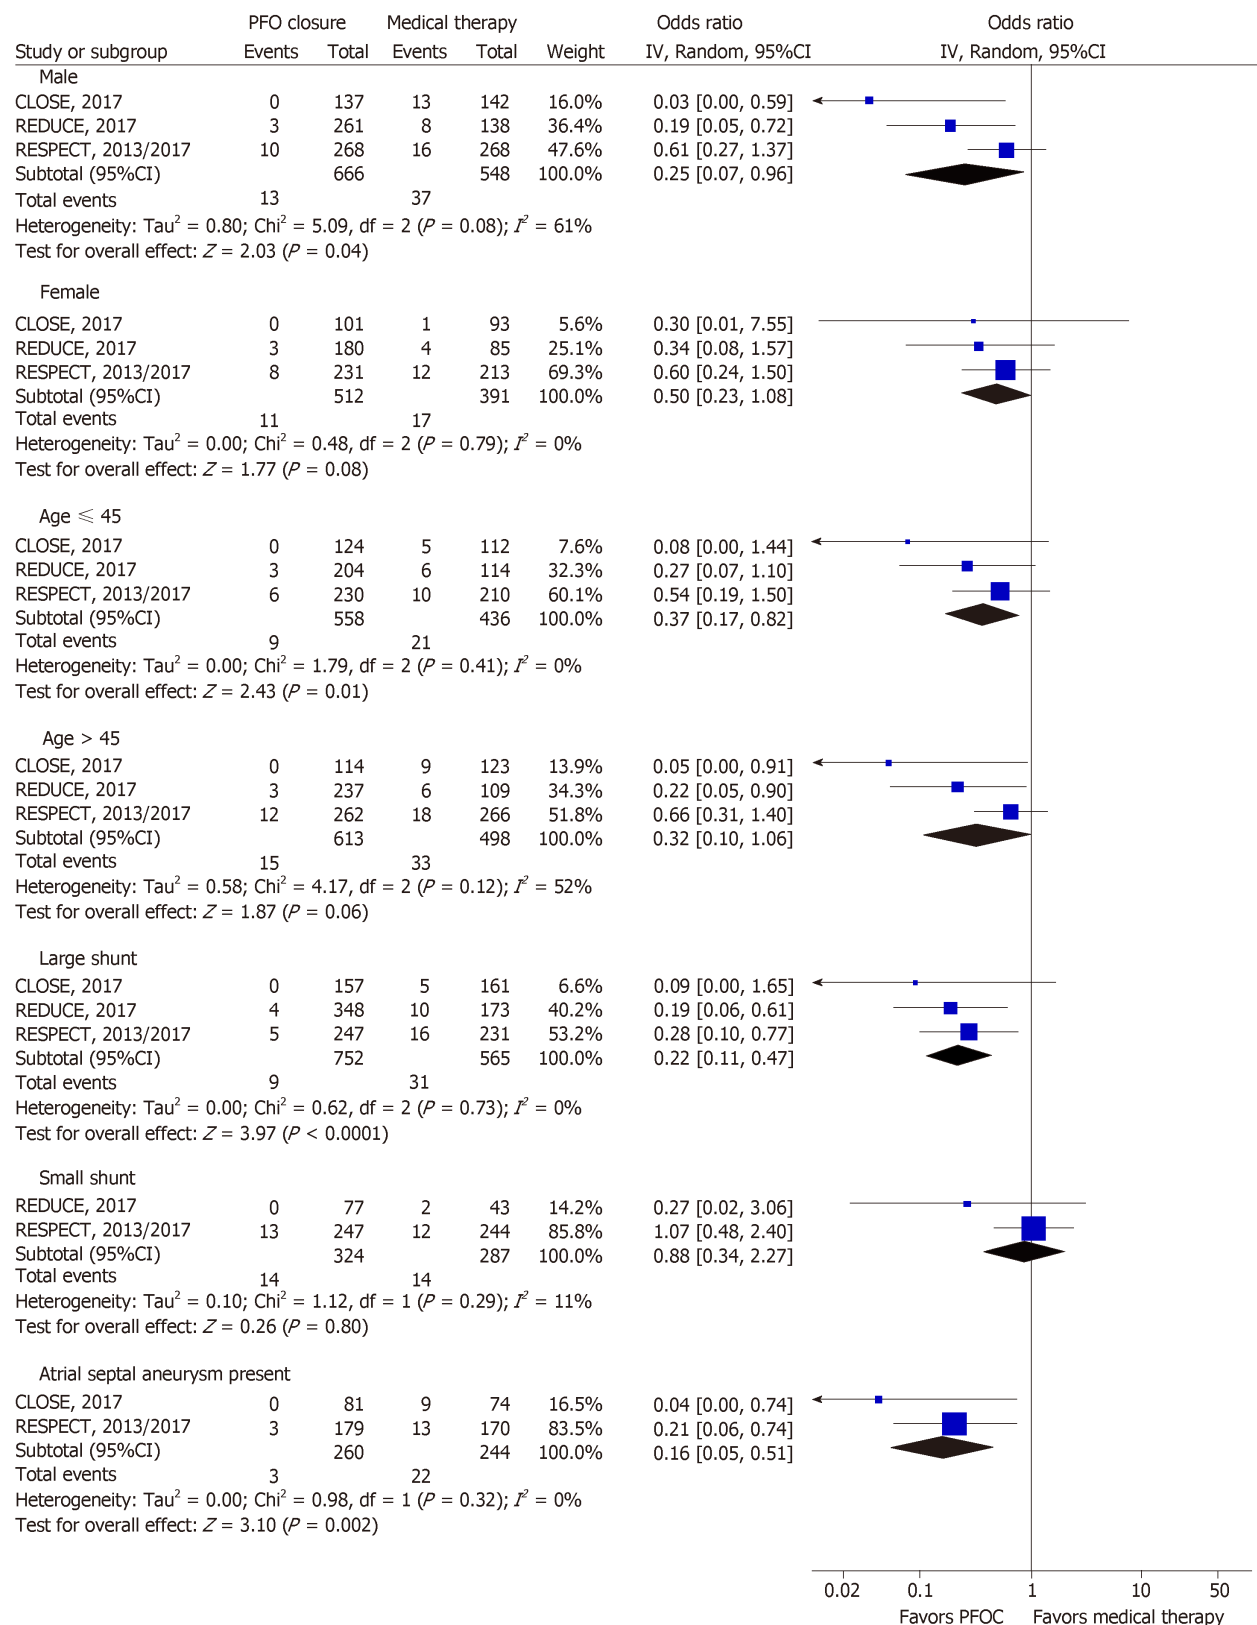 PFO closure Medical therapy Odds ratio Odds ratio
Study or subgroup Events Total Events Total Weight IV, Random, 95%CI IV, Random, 95%CI
Male
CLOSE, 2017 0 137 13 142 16.0% 0.03 [0.00, 0.59]
REDUCE, 2017 3 261 8 138 36.4% 0.19 [0.05, 0.72]
RESPECT, 2013/2017 10 268 16 268 47.6% 0.61 [0.27, 1.37]
Subtotal (95%CI) 666 548 100.0% 0.25 [0.07, 0.96]
Total events 13 37
Heterogeneity: Tau² = 0.80; Chi² = 5.09, df = 2 (P = 0.08); I² = 61%
Test for overall effect: Z = 2.03 (P = 0.04)
Female
CLOSE, 2017 0 101 1 93 5.6% 0.30 [0.01, 7.55]
REDUCE, 2017 3 180 4 85 25.1% 0.34 [0.08, 1.57]
RESPECT, 2013/2017 8 231 12 213 69.3% 0.60 [0.24, 1.50]
Subtotal (95%CI) 512 391 100.0% 0.50 [0.23, 1.08]
Total events 11 17
Heterogeneity: Tau² = 0.00; Chi² = 0.48, df = 2 (P = 0.79); I² = 0%
Test for overall effect: Z = 1.77 (P = 0.08)
Age ⩽ 45
CLOSE, 2017 0 124 5 112 7.6% 0.08 [0.00, 1.44]
REDUCE, 2017 3 204 6 114 32.3% 0.27 [0.07, 1.10]
RESPECT, 2013/2017 6 230 10 210 60.1% 0.54 [0.19, 1.50]
Subtotal (95%CI) 558 436 100.0% 0.37 [0.17, 0.82]
Total events 9 21
Heterogeneity: Tau² = 0.00; Chi² = 1.79, df = 2 (P = 0.41); I² = 0%
Test for overall effect: Z = 2.43 (P = 0.01)
Age > 45
CLOSE, 2017 0 114 9 123 13.9% 0.05 [0.00, 0.91]
REDUCE, 2017 3 237 6 109 34.3% 0.22 [0.05, 0.90]
RESPECT, 2013/2017 12 262 18 266 51.8% 0.66 [0.31, 1.40]
Subtotal (95%CI) 613 498 100.0% 0.32 [0.10, 1.06]
Total events 15 33
Heterogeneity: Tau² = 0.58; Chi² = 4.17, df = 2 (P = 0.12); I² = 52%
Test for overall effect: Z = 1.87 (P = 0.06)
Large shunt
CLOSE, 2017 0 157 5 161 6.6% 0.09 [0.00, 1.65]
REDUCE, 2017 4 348 10 173 40.2% 0.19 [0.06, 0.61]
RESPECT, 2013/2017 5 247 16 231 53.2% 0.28 [0.10, 0.77]
Subtotal (95%CI) 752 565 100.0% 0.22 [0.11, 0.47]
Total events 9 31
Heterogeneity: Tau² = 0.00; Chi² = 0.62, df = 2 (P = 0.73); I² = 0%
Test for overall effect: Z = 3.97 (P < 0.0001)
Small shunt
REDUCE, 2017 0 77 2 43 14.2% 0.27 [0.02, 3.06]
RESPECT, 2013/2017 13 247 12 244 85.8% 1.07 [0.48, 2.40]
Subtotal (95%CI) 324 287 100.0% 0.88 [0.34, 2.27]
Total events 14 14
Heterogeneity: Tau² = 0.10; Chi² = 1.12, df = 1 (P = 0.29); I² = 11%
Test for overall effect: Z = 0.26 (P = 0.80)
Atrial septal aneurysm present
CLOSE, 2017 0 81 9 74 16.5% 0.04 [0.00, 0.74]
RESPECT, 2013/2017 3 179 13 170 83.5% 0.21 [0.06, 0.74]
Subtotal (95%CI) 260 244 100.0% 0.16 [0.05, 0.51]
Total events 3 22
Heterogeneity: Tau² = 0.00; Chi² = 0.98, df = 1 (P = 0.32); I² = 0%
Test for overall effect: Z = 3.10 (P = 0.002)
0.02 0.1 1 10 50
Favors PFOC Favors medical therapy